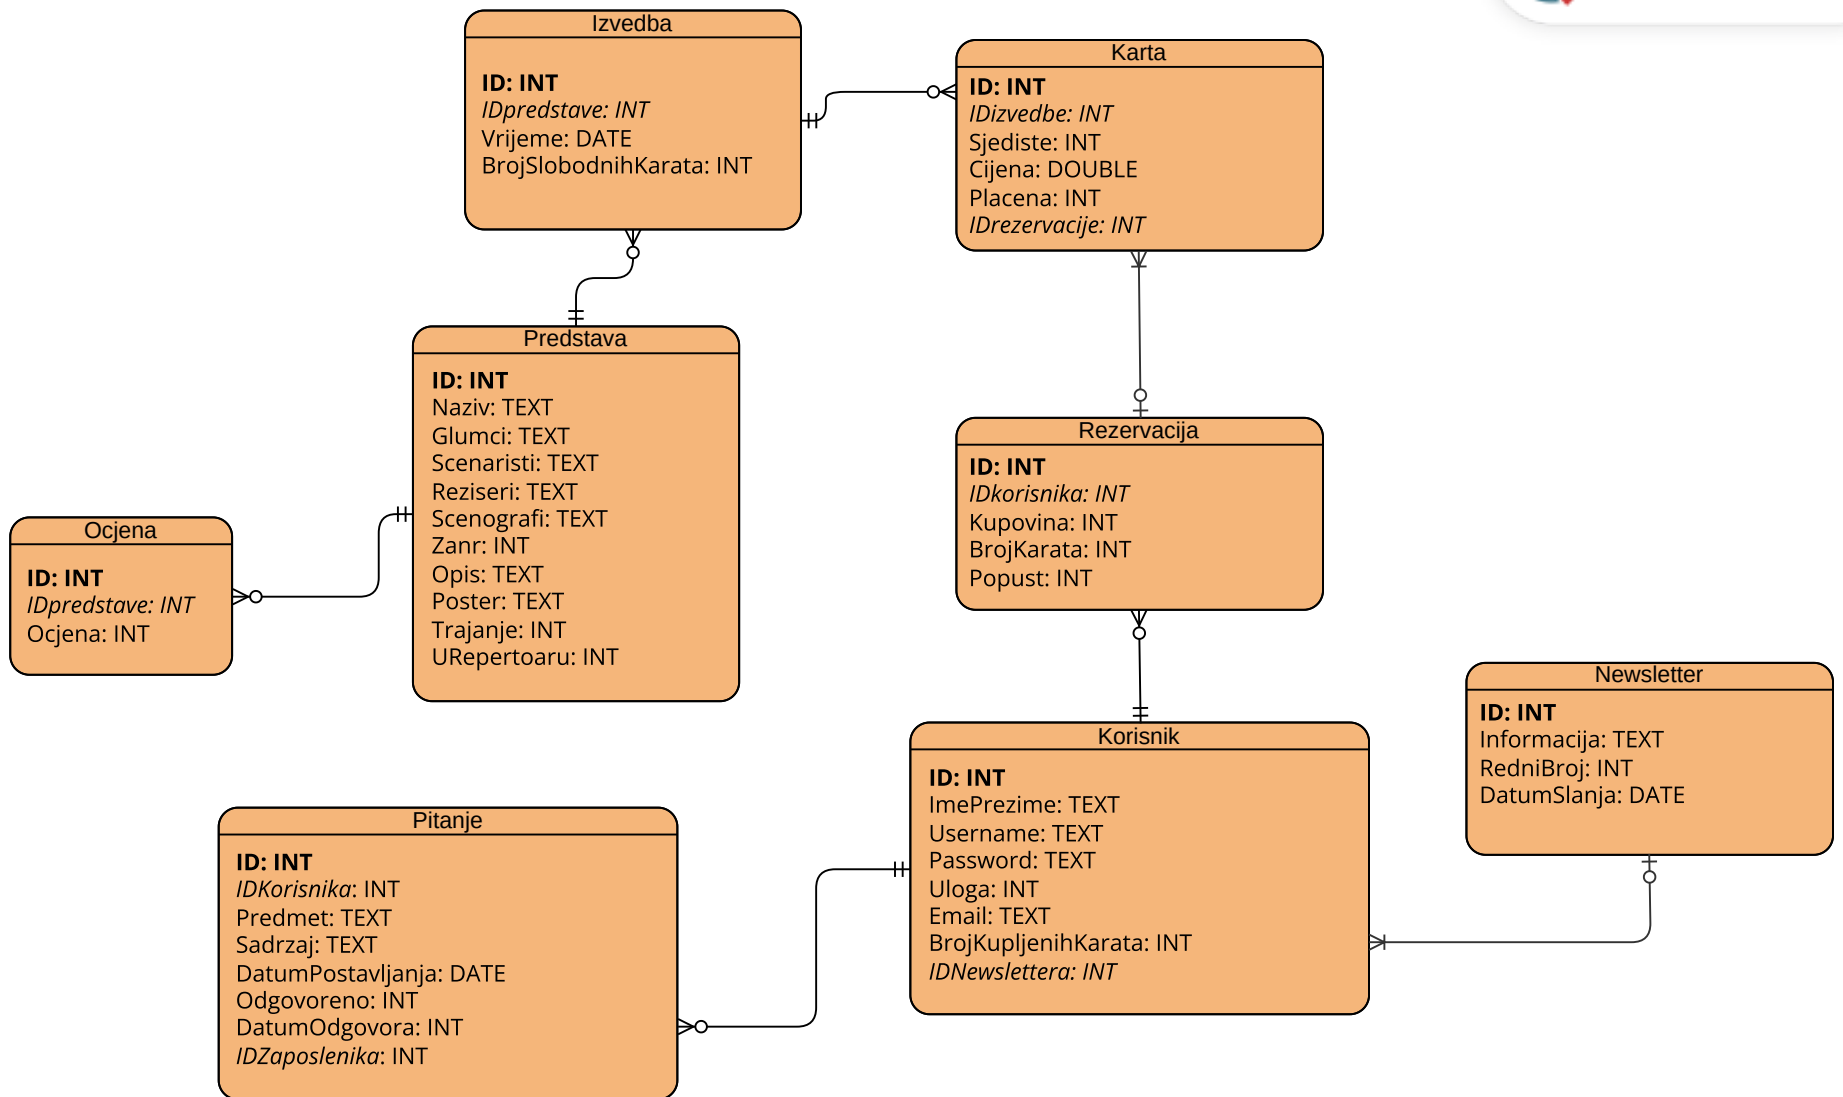 Izvedba
ID: INT
IDpredstave: INT
Vrijeme: DATE
BrojSlobodnihKarata: INT
Karta
ID: INT
IDizvedbe: INT
Sjediste: INT
Cijena: DOUBLE
Placena: INT
IDrezervacije: INT
Predstava
ID: INT
Naziv: TEXT
Glumci: TEXT
Scenaristi: TEXT
Reziseri: TEXT
Scenografi: TEXT
Zanr: INT
Opis: TEXT
Poster: TEXT
Trajanje: INT
URepertoaru: INT
Rezervacija
ID: INT
IDkorisnika: INT
Kupovina: INT
BrojKarata: INT
Popust: INT
Ocjena
ID: INT
IDpredstave: INT
Ocjena: INT
Newsletter
ID: INT
Informacija: TEXT
RedniBroj: INT
DatumSlanja: DATE
Korisnik
ID: INT
ImePrezime: TEXT
Username: TEXT
Password: TEXT
Uloga: INT
Email: TEXT
BrojKupljenihKarata: INT
IDNewslettera: INT
Pitanje
ID: INT
IDKorisnika: INT
Predmet: TEXT
Sadrzaj: TEXT
DatumPostavljanja: DATE
Odgovoreno: INT
DatumOdgovora: INT
IDZaposlenika: INT